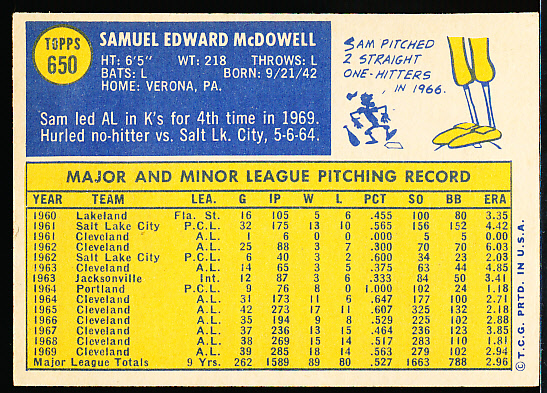 TOPPS
650
SAMUEL EDWARD McDOWELL
HT: 6'5" WT: 218 THROWS: L
BATS: L BORN: 9/21/42
HOME: VERONA, PA.
Sam led AL in K's for 4th time in 1969.
Hurled no-hitter vs. Salt Lk. City, 5-6-64.
SAM PITCHED
2 STRAIGHT
ONE-HITTERS
IN 1966.
MAJOR AND MINOR LEAGUE PITCHING RECORD
YEAR TEAM LEA. G IP W L PCT SO BB ERA
1960 Lakeland Fla. St. 16 105 5 6 .455 100 80 3.35
1961 Salt Lake City P.C.L. 32 175 13 10 .565 156 152 4.42
1961 Cleveland A.L. 1 6 0 0 .000 5 5 0.00
1962 Cleveland A.L. 25 88 3 7 .300 70 70 6.03
1962 Salt Lake City P.C.L. 6 40 3 2 .600 34 23 2.03
1963 Cleveland A.L. 14 65 3 5 .375 63 44 4.85
1963 Jacksonville Int. 12 87 3 6 .333 84 50 3.41
1964 Portland P.C.L. 9 76 8 0 1.000 102 24 1.18
1964 Cleveland A.L. 31 173 11 6 .647 177 100 2.71
1965 Cleveland A.L. 42 273 17 11 .607 325 132 2.18
1966 Cleveland A.L. 35 194 9 8 .529 225 102 2.88
1967 Cleveland A.L. 37 236 13 15 .464 236 123 3.85
1968 Cleveland A.L. 38 269 15 14 .517 283 110 1.81
1969 Cleveland A.L. 39 285 18 14 .563 279 102 2.94
Major League Totals 9 Yrs. 262 1589 89 80 .527 1663 788 2.96
© T.C.G. PRTD. IN U.S.A.